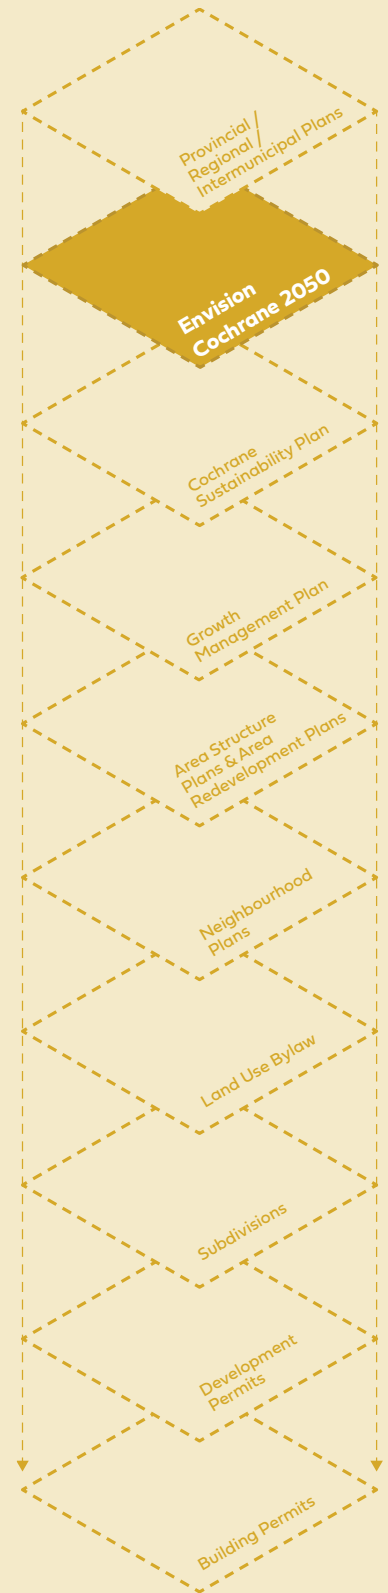 Provincial /
Regional /
Intermunicipal Plans
Envision
Cochrane 2050
Cochrane
Sustainability Plan
Growth
Management Plan
Area Structure
Plans & Area
Redevelopment Plans
Neighbourhood
Plans
Land Use Bylaw
Subdivisions
Development
Permits
Building Permits